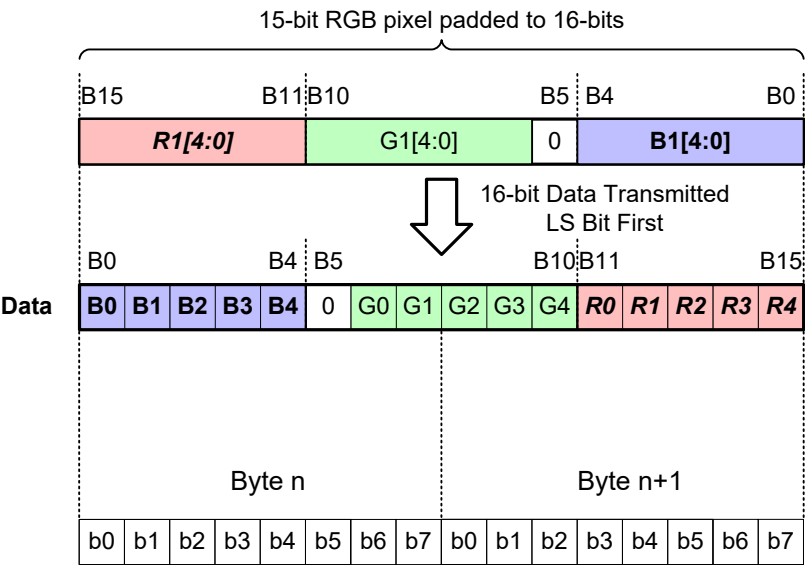 15-bit RGB pixel padded to 16-bits
B15 B11 B10 B5 B4 B0
R1[4:0] G1[4:0] 0 B1[4:0]
16-bit Data Transmitted
LS Bit First
B0 B4 B5 B10 B11 B15
Data B0 B1 B2 B3 B4 0 G0 G1 G2 G3 G4 R0 R1 R2 R3 R4
Byte n Byte n+1
b0 b1 b2 b3 b4 b5 b6 b7 b0 b1 b2 b3 b4 b5 b6 b7